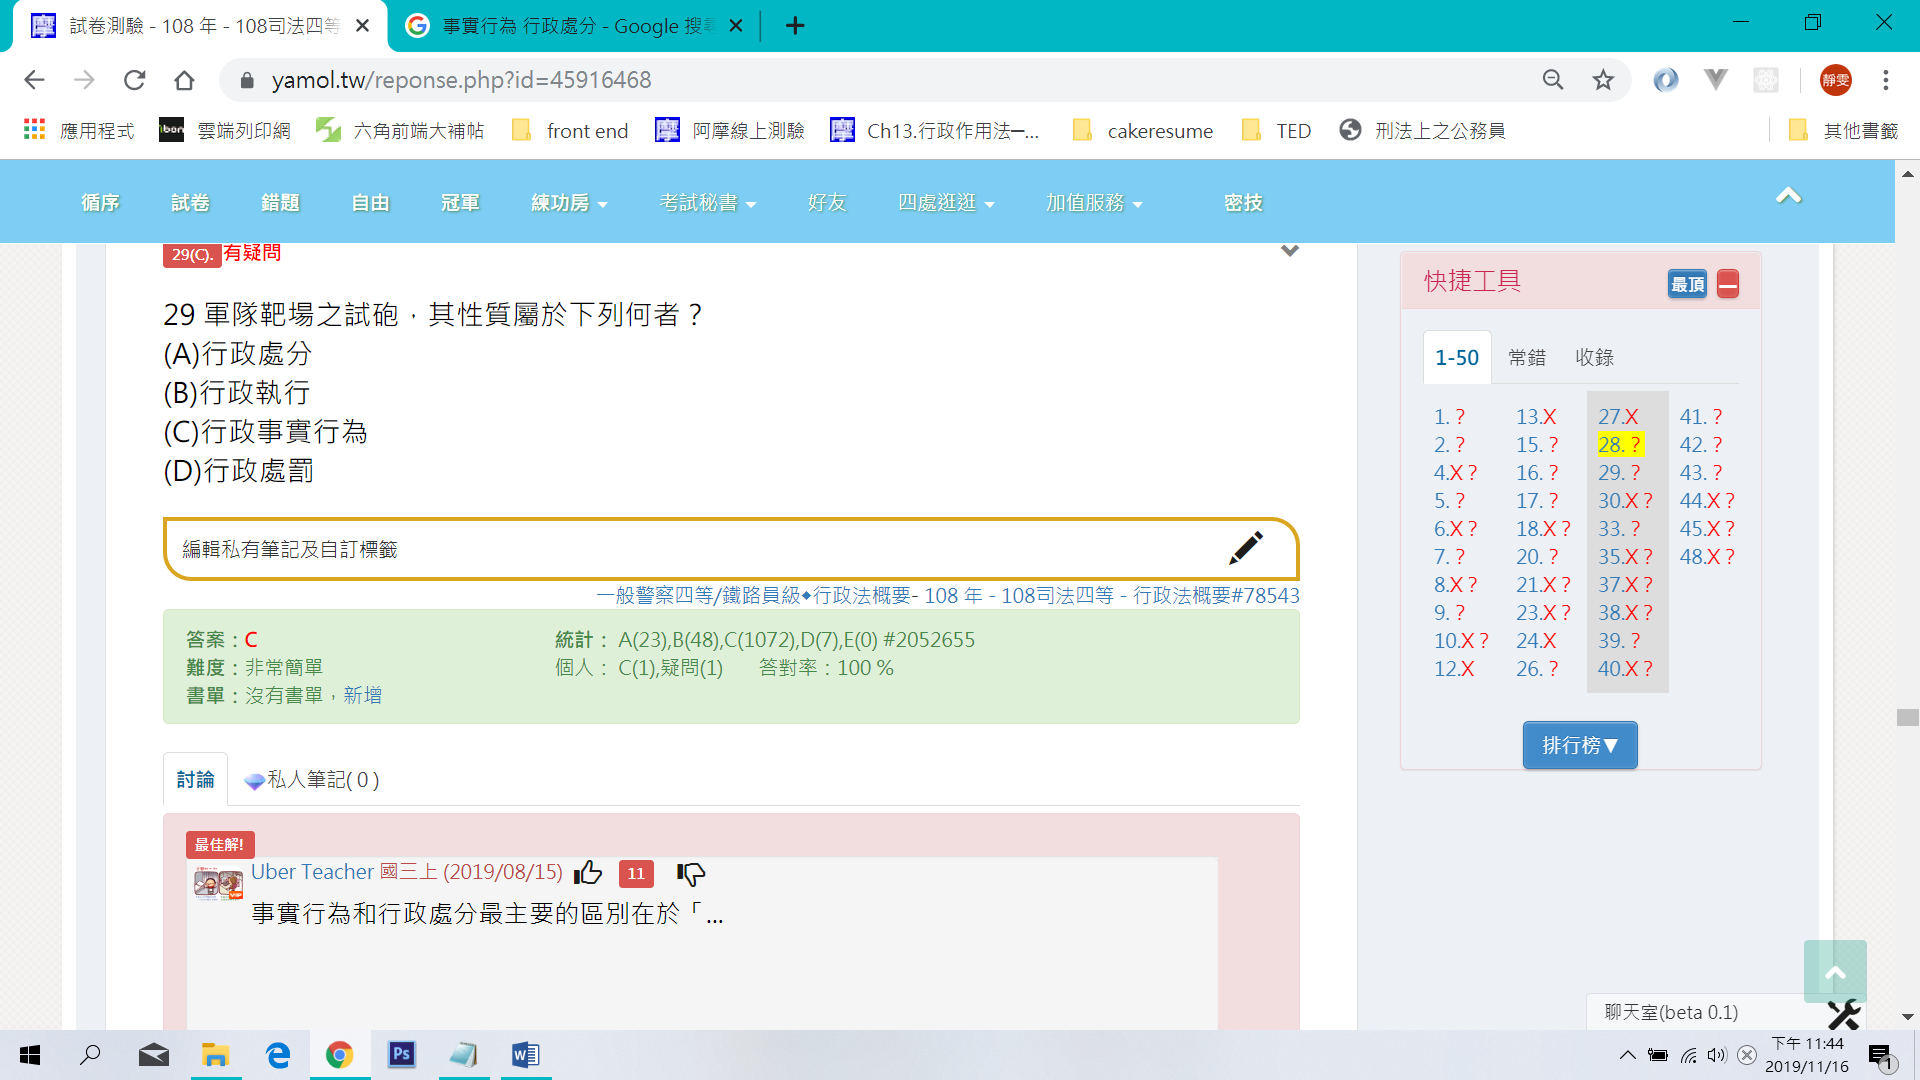 試卷測驗 - 108 年 - 108司法四等
事實行為 行政處分 - Google 搜尋
yamol.tw/reponse.php?id=45916468
靜雯
應用程式
ibon
雲端列印網
六角前端大補帖
front end
阿摩線上測驗
Ch13.行政作用法─...
cakeresume
TED
刑法上之公務員
其他書籤
循序
試卷
錯題
自由
冠軍
練功房
考試秘書
好友
四處逛逛
加值服務
密技
29(C). 有疑問
29 軍隊靶場之試砲，其性質屬於下列何者？
(A)行政處分
(B)行政執行
(C)行政事實行為
(D)行政處罰
編輯私有筆記及自訂標籤
一般警察四等/鐵路員級◆行政法概要- 108 年 - 108司法四等 - 行政法概要#78543
答案：C
統計： A(23),B(48),C(1072),D(7),E(0) #2052655
難度：非常簡單
個人： C(1),疑問(1) 答對率：100 %
書單：沒有書單，新增
討論
私人筆記( 0 )
最佳解!
Uber Teacher 國三上 (2019/08/15) 11
事實行為和行政處分最主要的區別在於「...
快捷工具
最頂
1-50 常錯 收錄
1. ? 13.X 27.X 41. ?
2. ? 15. ? 28. ? 42. ?
4.X ? 16. ? 29. ? 43. ?
5. ? 17. ? 30.X ? 44.X ?
6.X ? 18.X ? 33. ? 45.X ?
7. ? 20. ? 35.X ? 48.X ?
8.X ? 21.X ? 37.X ?
9. ? 23.X ? 38.X ?
10.X ? 24.X 39. ?
12.X 26. ? 40.X ?
排行榜▼
聊天室(beta 0.1)
Ps
下午 11:44
2019/11/16
1